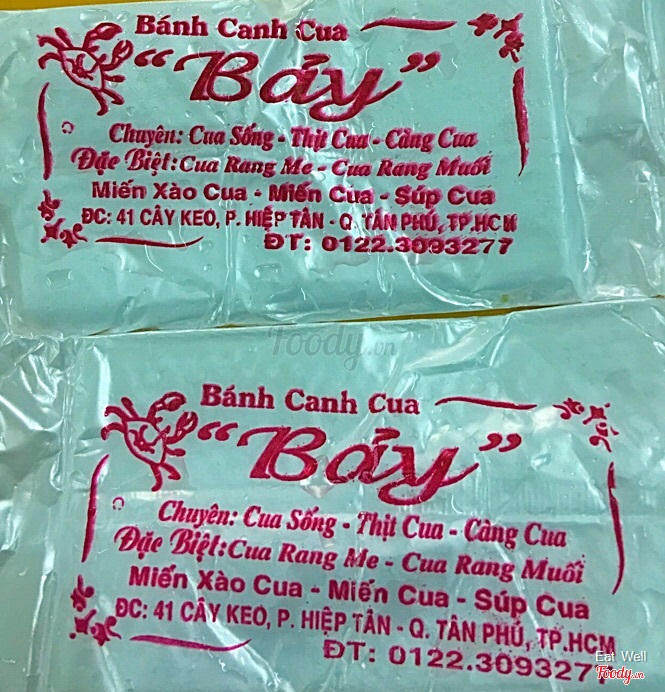 Bánh Canh Cua
"Bảy"
Chuyên: Cua Sống - Thịt Cua - Càng Cua
Đặc Biệt: Cua Rang Me - Cua Rang Muối
Miến Xào Cua - Miến Cua - Súp Cua
ĐC: 41 CÂY KEO, P. HIỆP TÂN - Q. TÂN PHÚ, TP.HCM
ĐT: 0122.3093277
Foody.vn
Bánh Canh Cua
"Bảy"
Chuyên: Cua Sống - Thịt Cua - Càng Cua
Đặc Biệt: Cua Rang Me - Cua Rang Muối
Miến Xào Cua - Miến Cua - Súp Cua
ĐC: 41 CÂY KEO, P. HIỆP TÂN - Q. TÂN PHÚ, TP.HCM
ĐT: 0122.3093277
Eat Well
Foody.vn